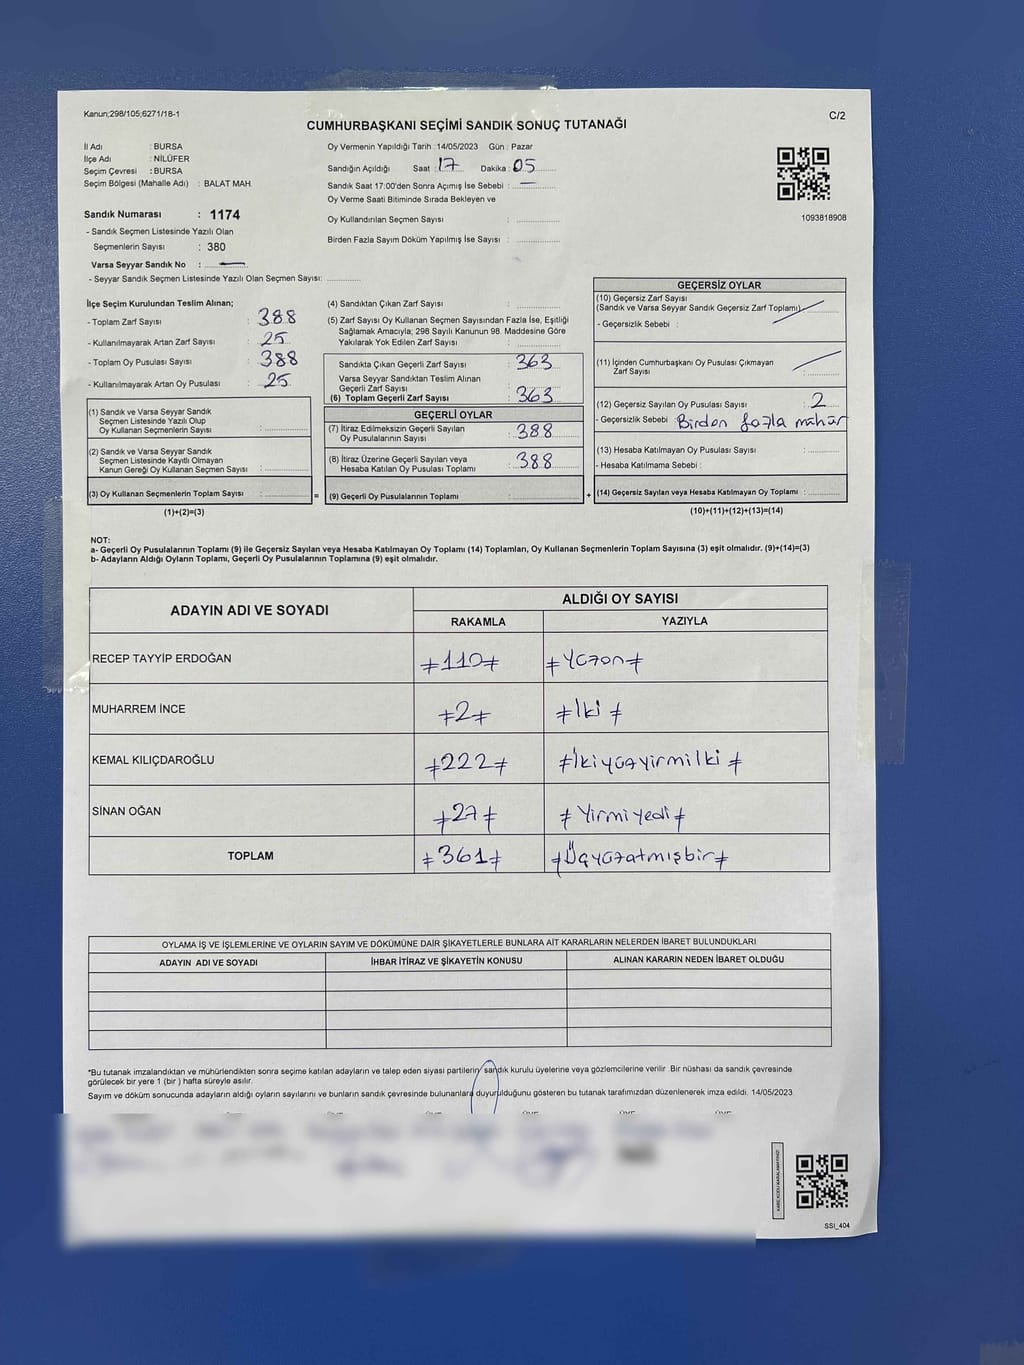 Kanun;298/105;6271/18-1
C/2
CUMHURBAŞKANI SEÇİMİ SANDIK SONUÇ TUTANAĞI
İl Adı : BURSA
İlçe Adı : NİLÜFER
Seçim Çevresi : BURSA
Seçim Bölgesi (Mahalle Adı) : BALAT MAH.
Sandık Numarası : 1174
- Sandık Seçmen Listesinde Yazılı Olan
Seçmenlerin Sayısı : 380
Varsa Seyyar Sandık No : —
- Seyyar Sandık Seçmen Listesinde Yazılı Olan Seçmen Sayısı: ............
Oy Vermenin Yapıldığı Tarih : 14/05/2023 Gün : Pazar
Sandığın Açıldığı Saat : 17 Dakika : 05
Sandık Saat 17:00'den Sonra Açımış İse Sebebi : —
Oy Verme Saati Bitiminde Sırada Bekleyen ve
Oy Kullandırılan Seçmen Sayısı : ............
Birden Fazla Sayım Döküm Yapılmış İse Sayısı : ............
1093818908
İlçe Seçim Kurulundan Teslim Alınan;
- Toplam Zarf Sayısı : 388
- Kullanılmayarak Artan Zarf Sayısı : 25
- Toplam Oy Pusulası Sayısı : 388
- Kullanılmayarak Artan Oy Pusulası : 25
(1) Sandık ve Varsa Seyyar Sandık
Seçmen Listesinde Yazılı Olup
Oy Kullanan Seçmenlerin Sayısı : ............
(2) Sandık ve Varsa Seyyar Sandık
Seçmen Listesinde Kayıtlı Olmayan
Kanun Gereği Oy Kullanan Seçmen Sayısı : ............
(3) Oy Kullanan Seçmenlerin Toplam Sayısı : ............ =
(1)+(2)=(3)
(4) Sandıktan Çıkan Zarf Sayısı : ............
(5) Zarf Sayısı Oy Kullanan Seçmen Sayısından Fazla İse, Eşitliği
Sağlamak Amacıyla; 298 Sayılı Kanunun 98. Maddesine Göre
Yakılarak Yok Edilen Zarf Sayısı : ............
Sandıkta Çıkan Geçerli Zarf Sayısı : 363
Varsa Seyyar Sandıktan Teslim Alınan
Geçerli Zarf Sayısı : ............
(6) Toplam Geçerli Zarf Sayısı : 363
GEÇERLİ OYLAR
(7) İtiraz Edilmeksizin Geçerli Sayılan
Oy Pusulalarının Sayısı : 388
(8) İtiraz Üzerine Geçerli Sayılan veya
Hesaba Katılan Oy Pusulası Toplamı : 388
(9) Geçerli Oy Pusulalarının Toplamı : ............ +
GEÇERSİZ OYLAR
(10) Geçersiz Zarf Sayısı
(Sandık ve Varsa Seyyar Sandık Geçersiz Zarf Toplamı) : ............
- Geçersizlik Sebebi :
(11) İçinden Cumhurbaşkanı Oy Pusulası Çıkmayan
Zarf Sayısı : ............
(12) Geçersiz Sayılan Oy Pusulası Sayısı : 2
- Geçersizlik Sebebi : Birden fazla mühür
(13) Hesaba Katılmayan Oy Pusulası Sayısı : ............
- Hesaba Katılmama Sebebi :
(14) Geçersiz Sayılan veya Hesaba Katılmayan Oy Toplamı : ............
(10)+(11)+(12)+(13)=(14)
NOT:
a- Geçerli Oy Pusulalarının Toplamı (9) ile Geçersiz Sayılan veya Hesaba Katılmayan Oy Toplamı (14) Toplamları, Oy Kullanan Seçmenlerin Toplam Sayısına (3) eşit olmalıdır. (9)+(14)=(3)
b- Adayların Aldığı Oyların Toplamı, Geçerli Oy Pusulalarının Toplamına (9) eşit olmalıdır.
ADAYIN ADI VE SOYADI ALDIĞI OY SAYISI
RAKAMLA YAZIYLA
RECEP TAYYİP ERDOĞAN ≠110≠ ≠Yüzon≠
MUHARREM İNCE ≠2≠ ≠İki≠
KEMAL KILIÇDAROĞLU ≠222≠ ≠İkiyüzyirmiİki≠
SİNAN OĞAN ≠27≠ ≠Yirmiyedi≠
TOPLAM ≠361≠ ≠Üçyüzatmışbir≠
OYLAMA İŞ VE İŞLEMLERİNE VE OYLARIN SAYIM VE DÖKÜMÜNE DAİR ŞİKAYETLERLE BUNLARA AİT KARARLARIN NELERDEN İBARET BULUNDUKLARI
ADAYIN ADI VE SOYADI İHBAR İTİRAZ VE ŞİKAYETİN KONUSU ALINAN KARARIN NEDEN İBARET OLDUĞU
*Bu tutanak imzalandıktan ve mühürlendikten sonra seçime katılan adayların ve talep eden siyasi partilerin sandık kurulu üyelerine veya gözlemcilerine verilir. Bir nüshası da sandık çevresinde
görülecek bir yere 1 (bir ) hafta süreyle asılır.
Sayım ve döküm sonucunda adayların aldığı oyların sayılarını ve bunların sandık çevresinde bulunanlara duyurulduğunu gösteren bu tutanak tarafımızdan düzenlenerek imza edildi. 14/05/2023
SSI_404